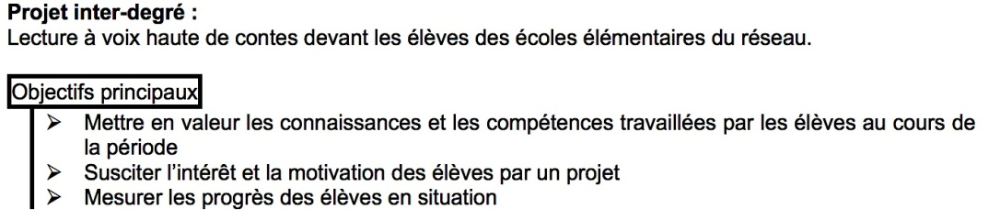 Projet inter-degré :
Lecture à voix haute de contes devant les élèves des écoles élémentaires du réseau.
Objectifs principaux
➢ Mettre en valeur les connaissances et les compétences travaillées par les élèves au cours de
la période
➢ Susciter l’intérêt et la motivation des élèves par un projet
➢ Mesurer les progrès des élèves en situation